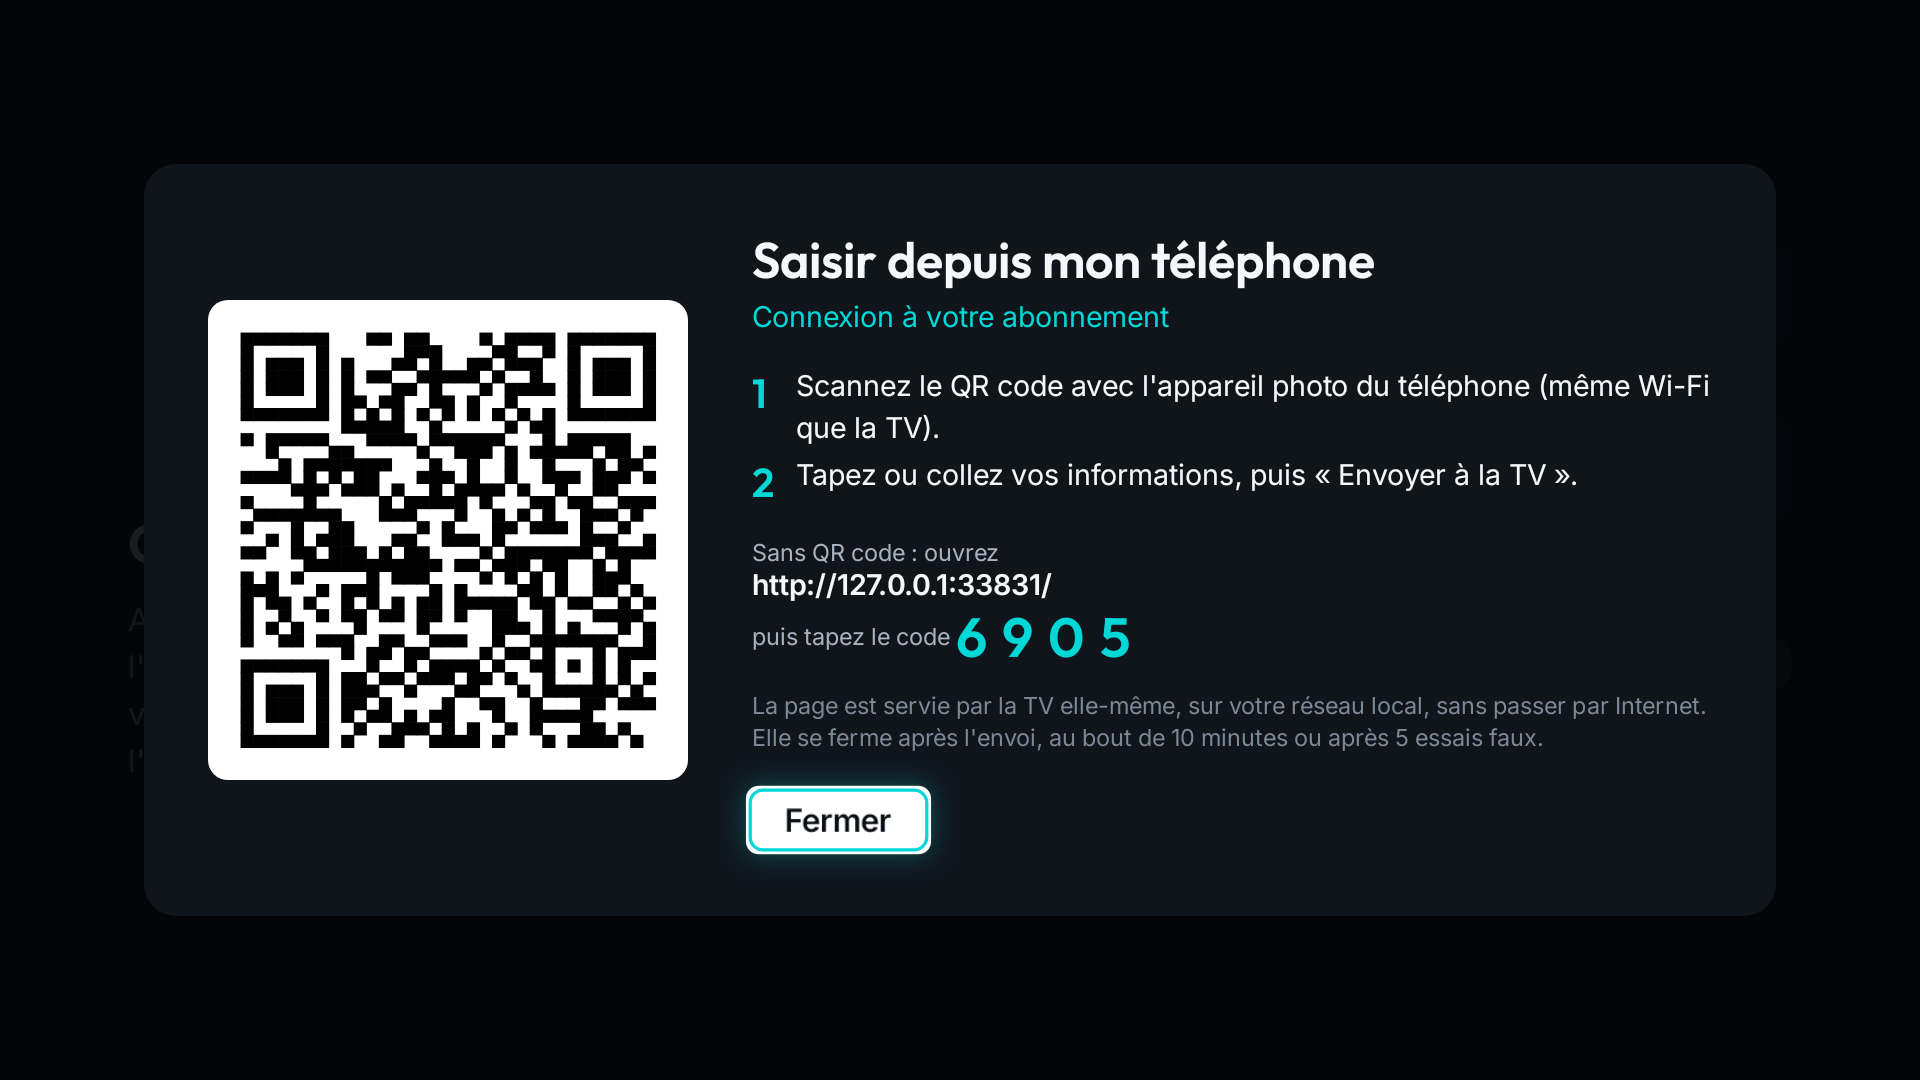 Saisir depuis mon téléphone
Connexion à votre abonnement
1 Scannez le QR code avec l'appareil photo du téléphone (même Wi-Fi
que la TV).
2 Tapez ou collez vos informations, puis « Envoyer à la TV ».
Sans QR code : ouvrez
http://127.0.0.1:33831/
puis tapez le code 6905
La page est servie par la TV elle-même, sur votre réseau local, sans passer par Internet.
Elle se ferme après l'envoi, au bout de 10 minutes ou après 5 essais faux.
Fermer